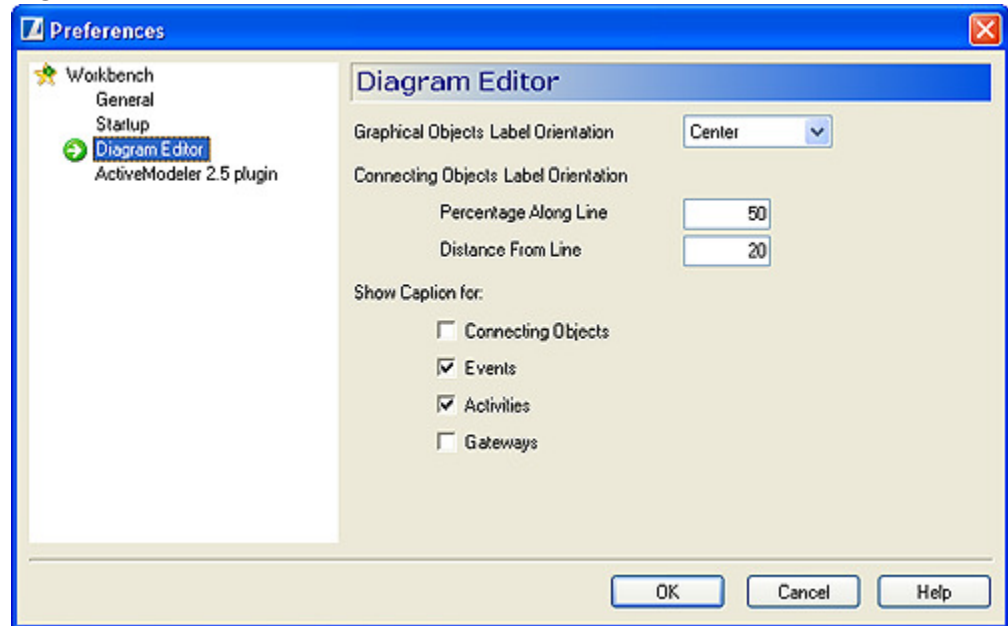 Preferences
Workbench
General
Startup
Diagram Editor
ActiveModeler 2.5 plugin
Diagram Editor
Graphical Objects Label Orientation Center
Connecting Objects Label Orientation
Percentage Along Line 50
Distance From Line 20
Show Caption for:
Connecting Objects
Events
Activities
Gateways
OK Cancel Help